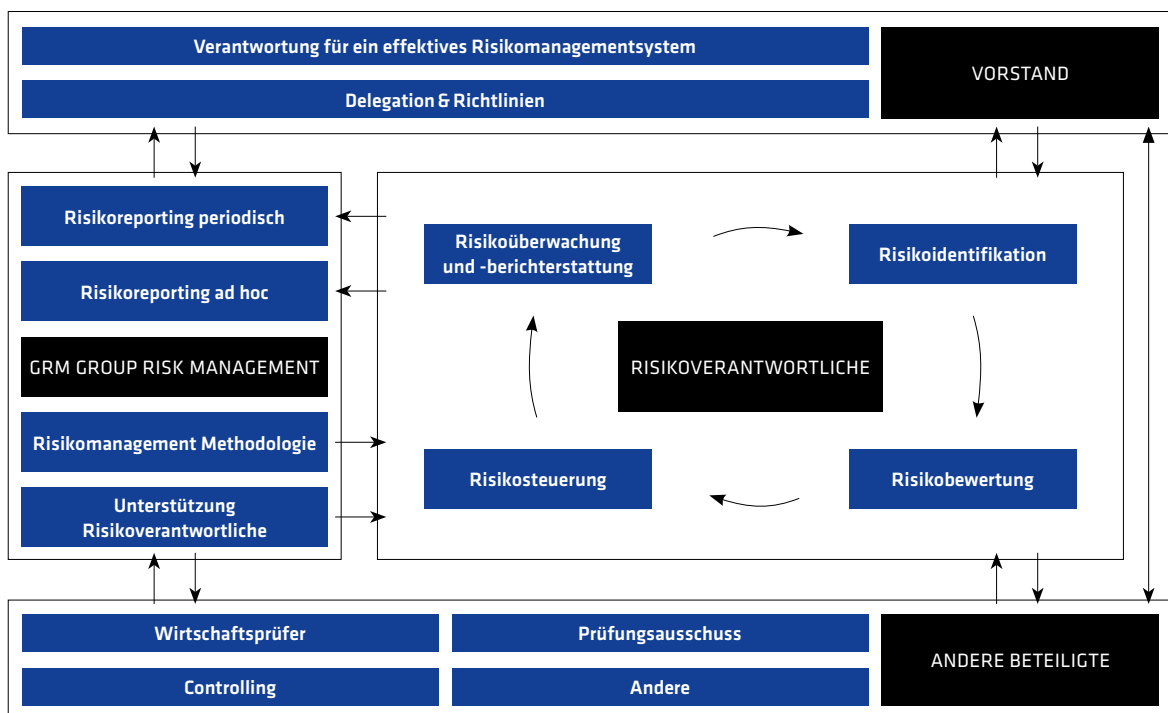 Verantwortung für ein effektives Risikomanagementsystem
Delegation & Richtlinien
VORSTAND
Risikoreporting periodisch
Risikoreporting ad hoc
GRM GROUP RISK MANAGEMENT
Risikomanagement Methodologie
Unterstützung
Risikoverantwortliche
Risikoüberwachung
und -berichterstattung
Risikoidentifikation
RISIKOVERANTWORTLICHE
Risikosteuerung
Risikobewertung
Wirtschaftsprüfer
Prüfungsausschuss
Controlling
Andere
ANDERE BETEILIGTE